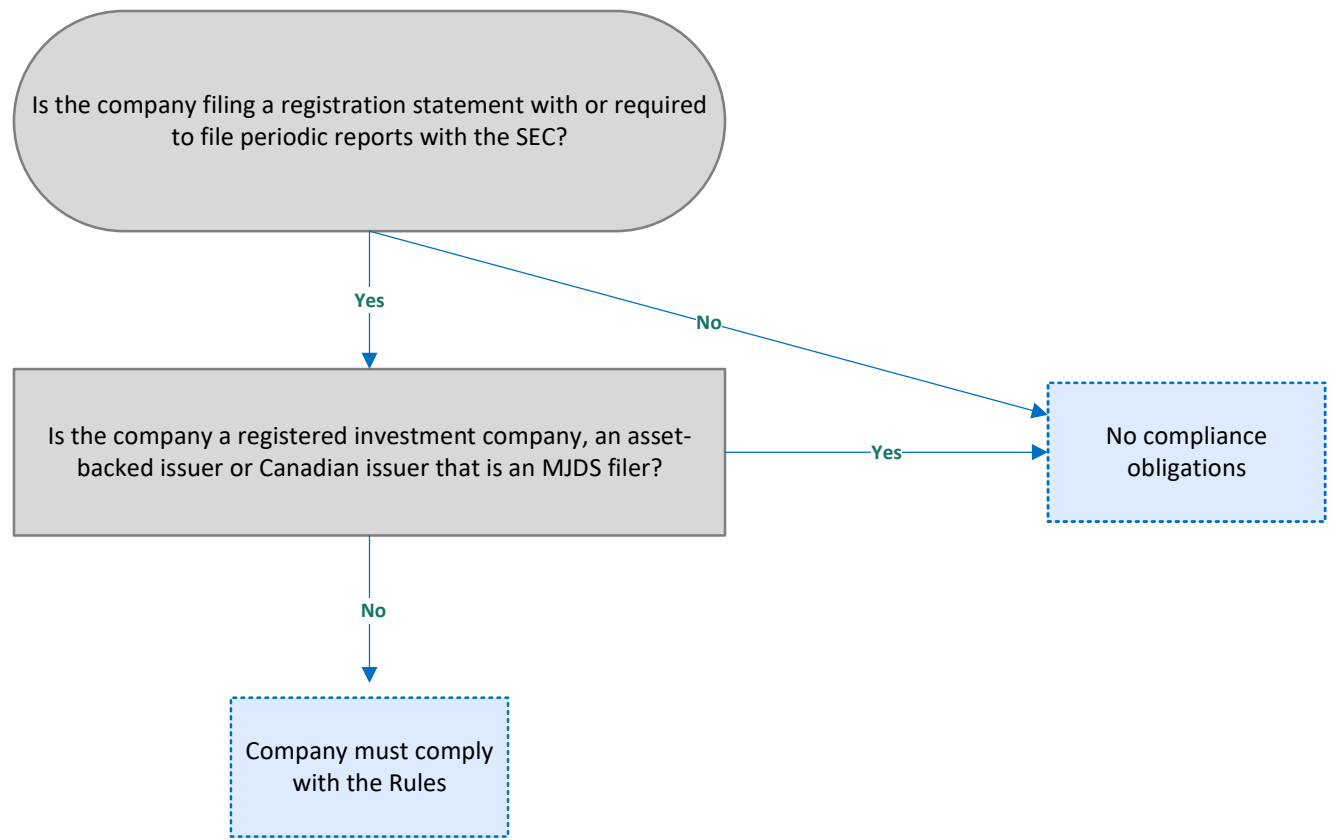 Is the company filing a registration statement with or required
to file periodic reports with the SEC?
Yes
No
Is the company a registered investment company, an asset-
backed issuer or Canadian issuer that is an MJDS filer?
Yes
No compliance
obligations
No
Company must comply
with the Rules